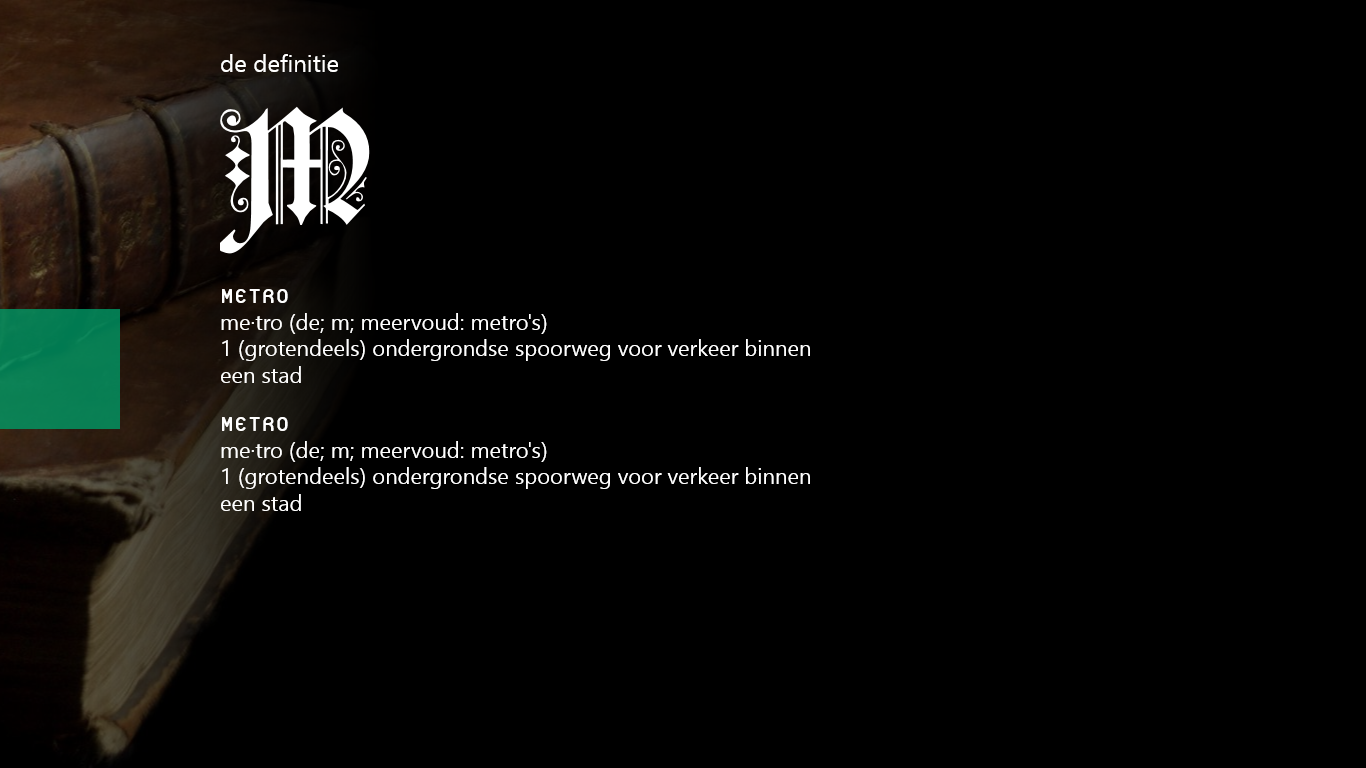 de definitie
M
METRO
me·tro (de; m; meervoud: metro's)
1 (grotendeels) ondergrondse spoorweg voor verkeer binnen
een stad
METRO
me·tro (de; m; meervoud: metro's)
1 (grotendeels) ondergrondse spoorweg voor verkeer binnen
een stad